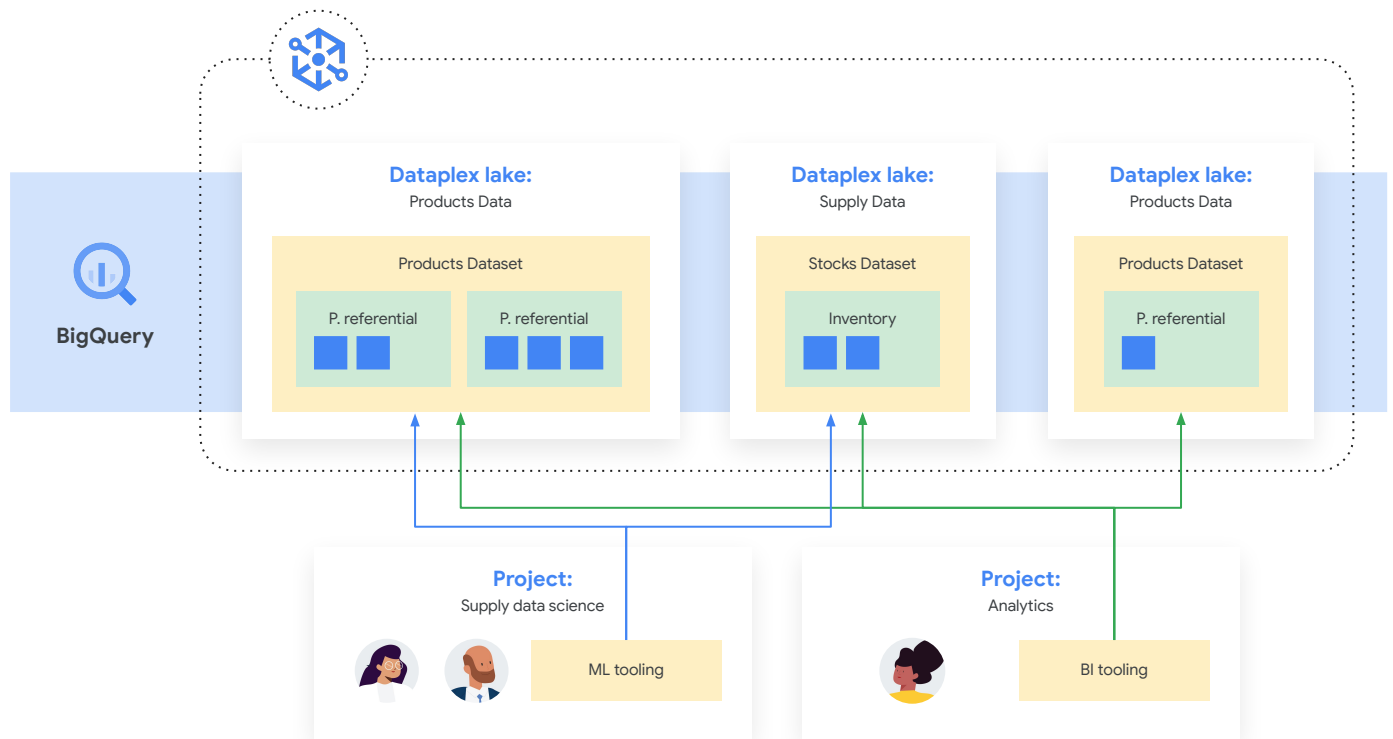 Dataplex lake:
Products Data
Products Dataset
P. referential
P. referential
Dataplex lake:
Supply Data
Stocks Dataset
Inventory
Dataplex lake:
Products Data
Products Dataset
P. referential
BigQuery
Project:
Supply data science
ML tooling
Project:
Analytics
BI tooling